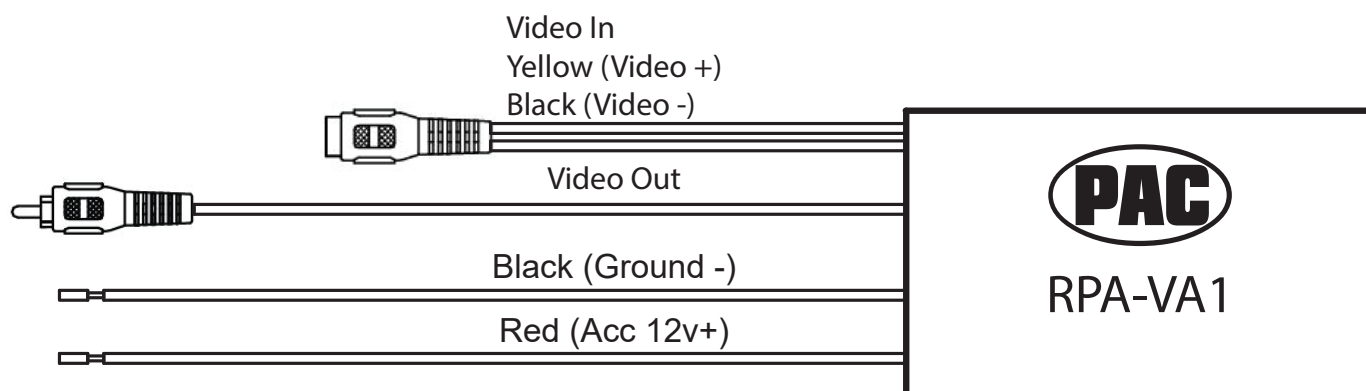 Video In
Yellow (Video +)
Black (Video -)
Video Out
Black (Ground -)
Red (Acc 12v+)
PAC
RPA-VA1